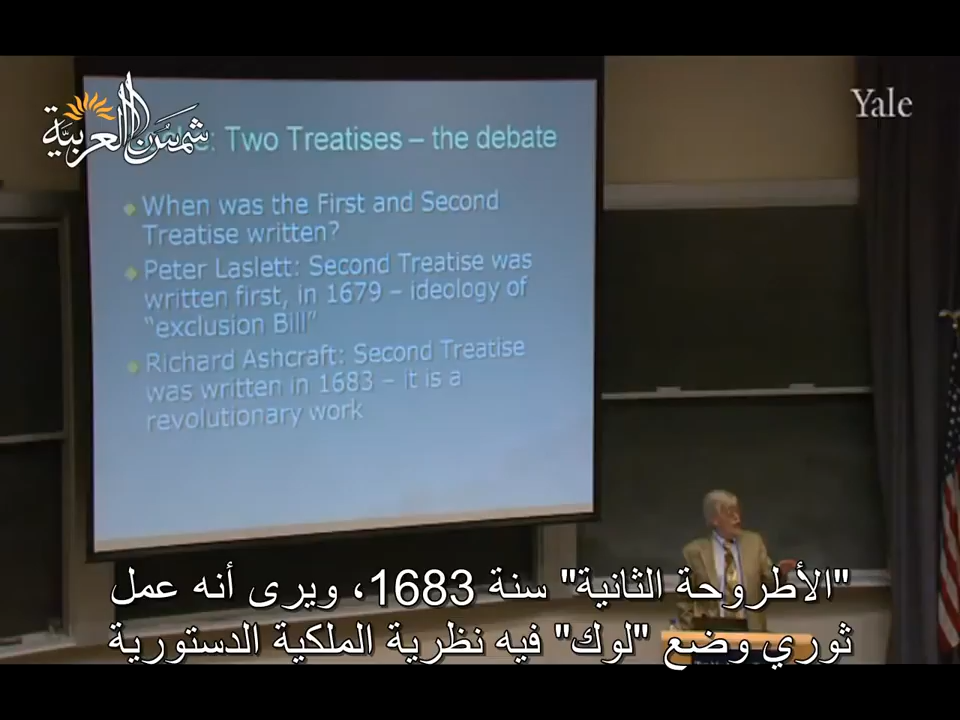 Yale
شمس العربية
: Two Treatises – the debate
When was the First and Second
Treatise written?
Peter Laslett: Second Treatise was
written first, in 1679 – ideology of
“exclusion Bill”
Richard Ashcraft: Second Treatise
was written in 1683 – it is a
revolutionary work
"الأطروحة الثانية" سنة 1683، ويرى أنه عمل
ثوري وضع "لوك" فيه نظرية الملكية الدستورية